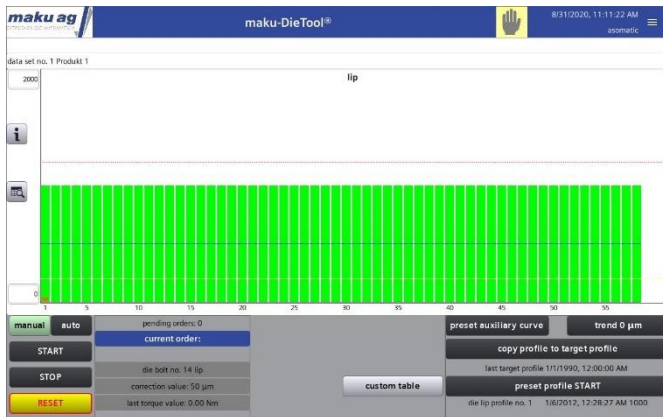 maku ag
maku-DieTool®
8/31/2020, 11:11:22 AM
asomatic
data set no. 1 Produkt 1
2000
lip
i
0
1 5 10 15 20 25 30 35 40 45 50 55
manual auto
START
STOP
RESET
pending orders: 0
current order:
die bolt no. 14 lip
correction value: 50 µm
last torque value: 0.00 Nm
custom table
preset auxiliary curve
trend 0 µm
copy profile to target profile
last target profile 1/1/1990, 12:00:00 AM
preset profile START
die lip profile no. 1 1/6/2012, 12:28:27 AM 1000